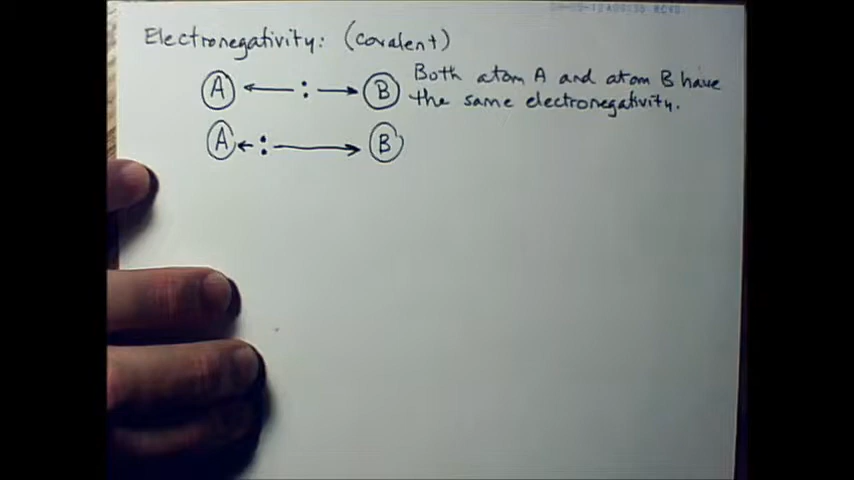 Electronegativity: (covalent)
A : B Both atom A and atom B have
the same electronegativity.
A : B